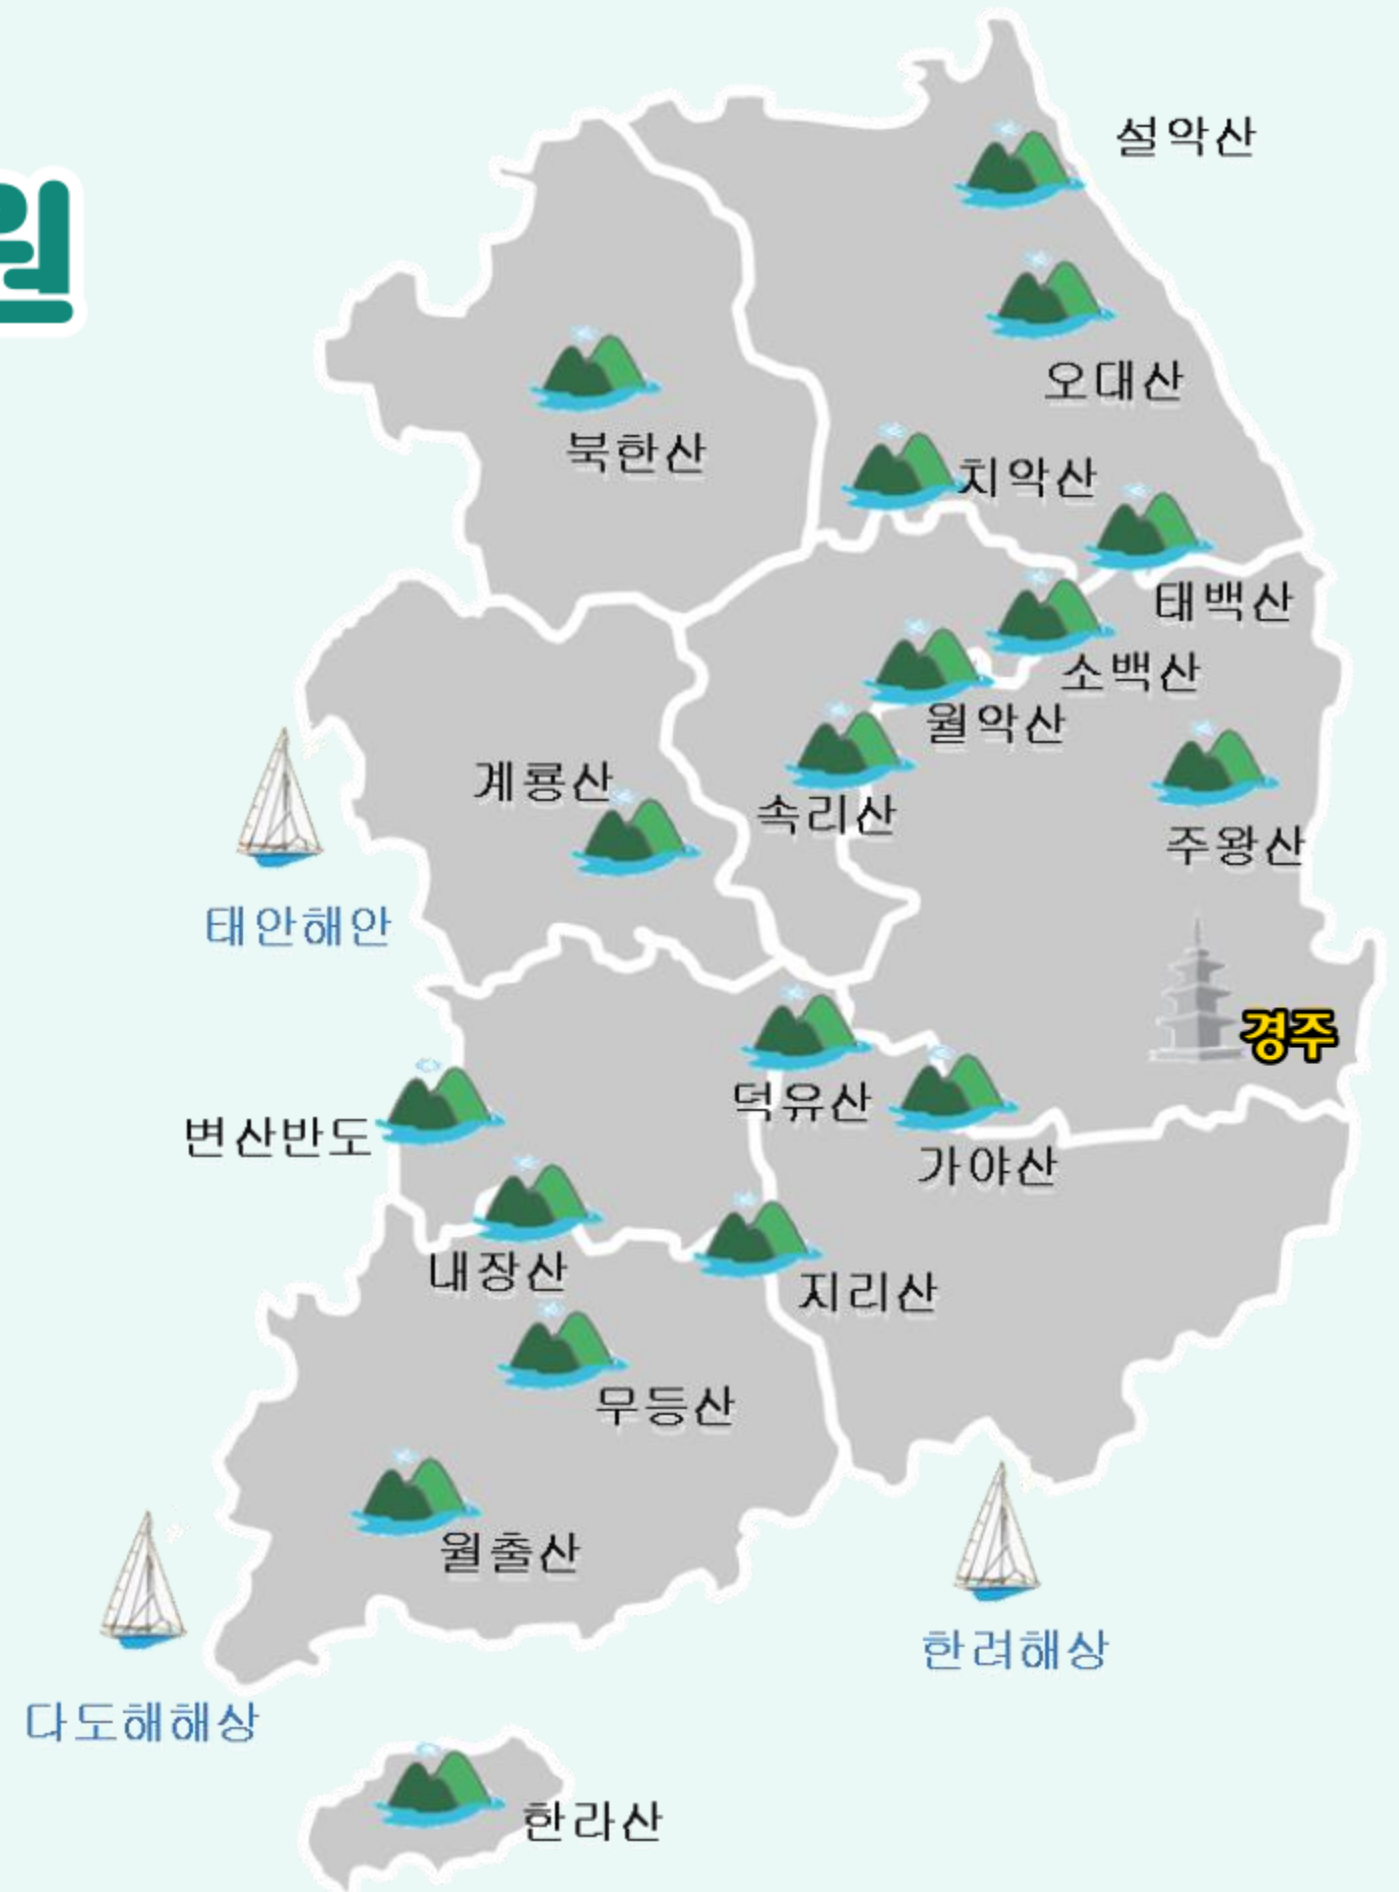 원
설악산
오대산
북한산
치악산
태백산
소백산
월악산
계룡산
속리산
주왕산
태안해안
경주
덕유산
변산반도
가야산
내장산
지리산
무등산
월출산
한려해상
다도해해상
한라산